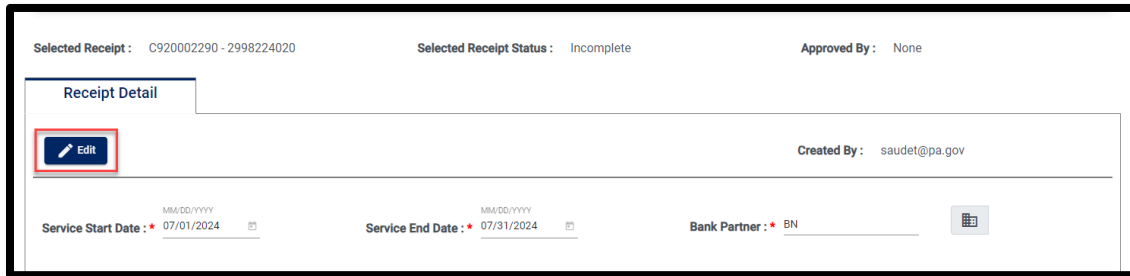 Selected Receipt : C920002290 - 2998224020 Selected Receipt Status : Incomplete Approved By : None
Receipt Detail
Edit Created By : saudet@pa.gov
MM/DD/YYYY MM/DD/YYYY
Service Start Date : * 07/01/2024 Service End Date : * 07/31/2024 Bank Partner : * BN